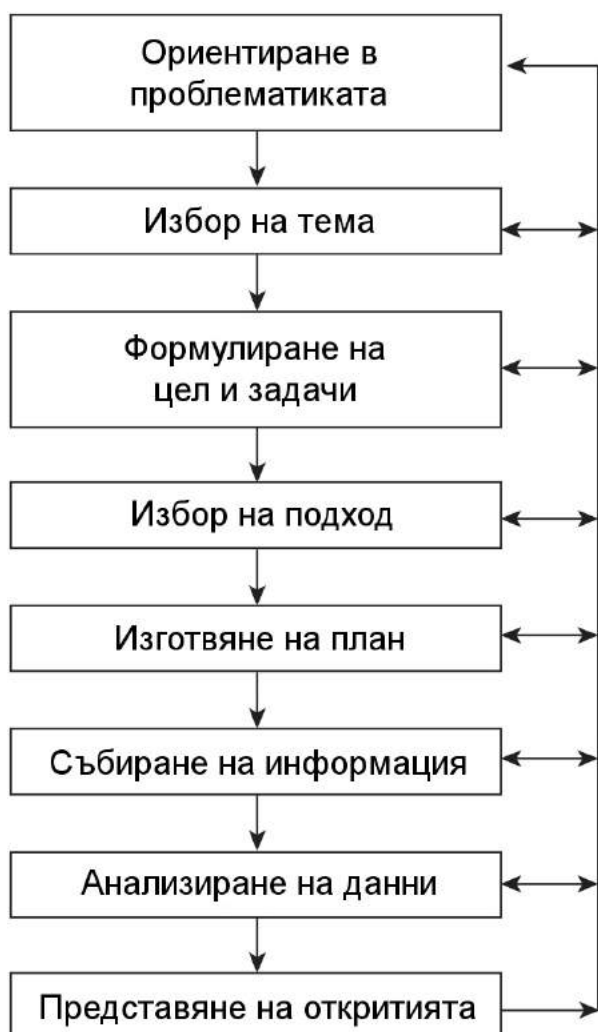 Ориентиране в
проблематиката
Избор на тема
Формулиране на
цел и задачи
Избор на подход
Изготвяне на план
Събиране на информация
Анализиране на данни
Представяне на откритията